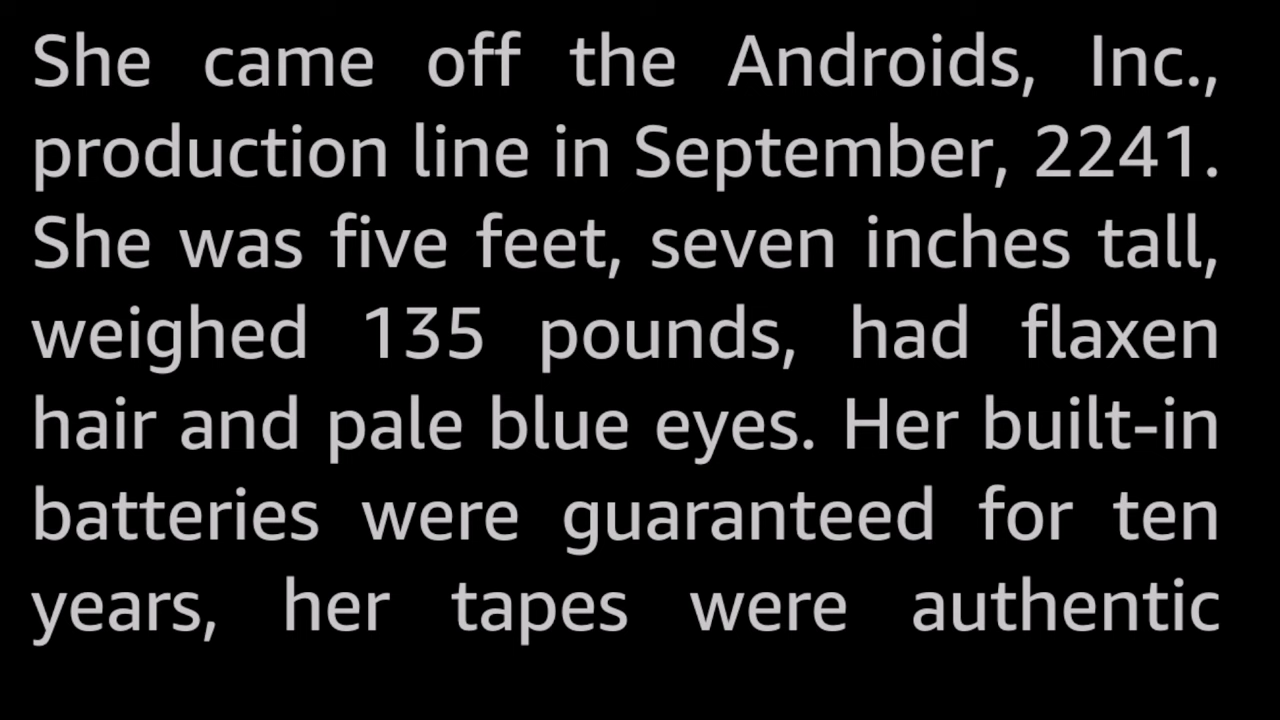 She came off the Androids, Inc.,
production line in September, 2241.
She was five feet, seven inches tall,
weighed 135 pounds, had flaxen
hair and pale blue eyes. Her built-in
batteries were guaranteed for ten
years, her tapes were authentic